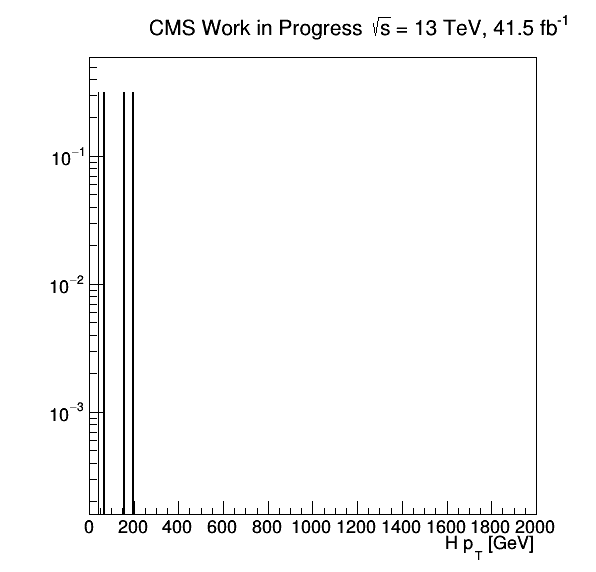 CMS Work in Progress √s = 13 TeV, 41.5 fb⁻¹
10⁻¹
10⁻²
10⁻³
0 200 400 600 800 1000 1200 1400 1600 1800 2000
H p_T [GeV]